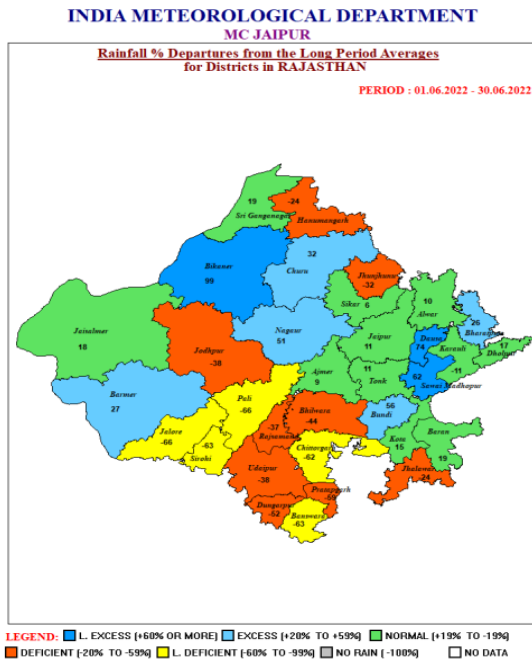 INDIA METEOROLOGICAL DEPARTMENT
MC JAIPUR
Rainfall % Departures from the Long Period Averages
for Districts in RAJASTHAN
PERIOD : 01.06.2022 - 30.06.2022
19
Sri Ganganagar
-24
Hanumangarh
32
Churu
Bikaner
99
Jhunjhunu
-32
Sikar 6
10
Alwar
26
Bharatpur
Jaisalmer
18
Jodhpur
-38
Nagaur
51
Jaipur
11
Dausa
74
Karauli
-11
17
Dholpur
62
Sawai Madhopur
Ajmer
9
11
Tonk
Barmer
27
Pali
-66
Jalore
-66
-63
Sirohi
-37
Rajsamand
Bhilwara
-44
56
Bundi
Kota
15
Baran
19
Chittorgarh
-62
Udaipur
-38
Jhalawar
-24
Pratapgarh
-59
Dungarpur
-52
Banswara
-63
LEGEND: L. EXCESS (+60% OR MORE) EXCESS (+20% TO +59%) NORMAL (+19% TO -19%)
DEFICIENT (-20% TO -59%) L. DEFICIENT (-60% TO -99%) NO RAIN (-100%) NO DATA